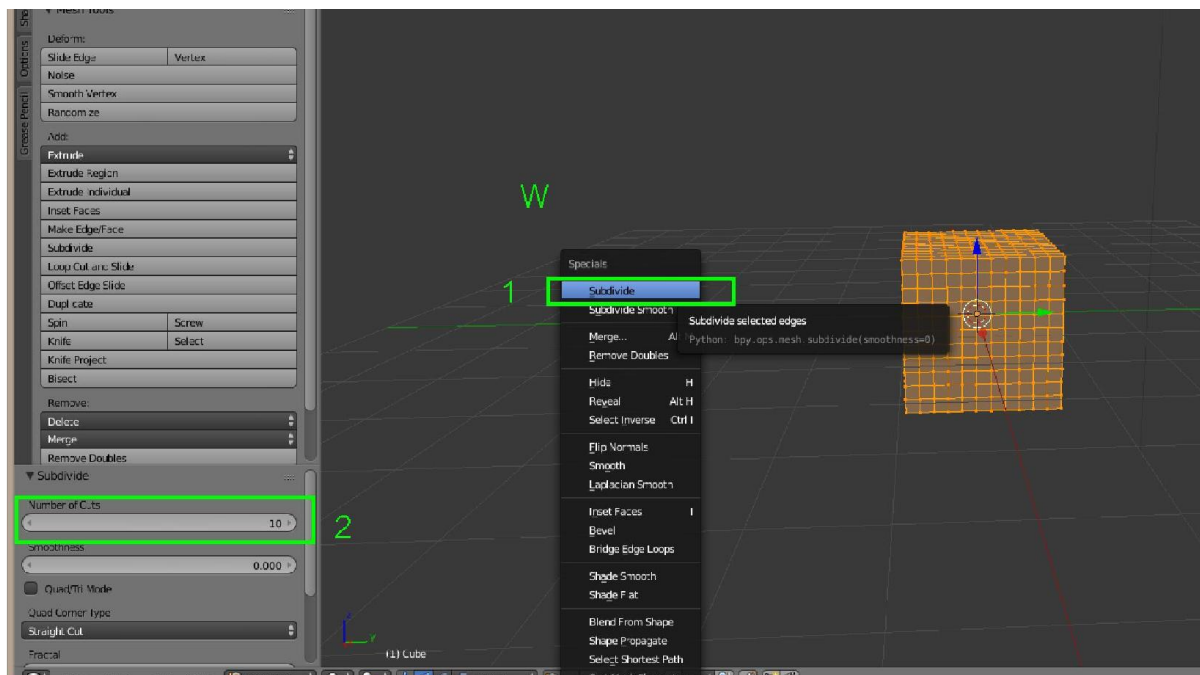 Mesh Tools
Options
Grease Pencil
Deform:
Slide Edge Vertex
Noise
Smooth Vertex
Randomize
Add:
Extrude
Extrude Region
Extrude Individual
Inset Faces
Make Edge/Face
Subdivide
Loop Cut and Slide
Offset Edge Slide
Duplicate
Spin Screw
Knife Select
Knife Project
Bisect
Remove:
Delete
Merge
Remove Doubles
Subdivide
Number of Cuts
10
2
Smoothness
0.000
Quad/Tri Mode
Quad Corner Type
Straight Cut
Fractal
W
1
Specials
Subdivide
Subdivide Smooth
Merge...
Remove Doubles
Hide H
Reveal Alt H
Select Inverse Ctrl I
Flip Normals
Smooth
Laplacian Smooth
Inset Faces I
Bevel
Bridge Edge Loops
Shade Smooth
Shade Flat
Blend From Shape
Shape Propagate
Select Shortest Path
Subdivide selected edges
Python: bpy.ops.mesh.subdivide(smoothness=0)
(1) Cube